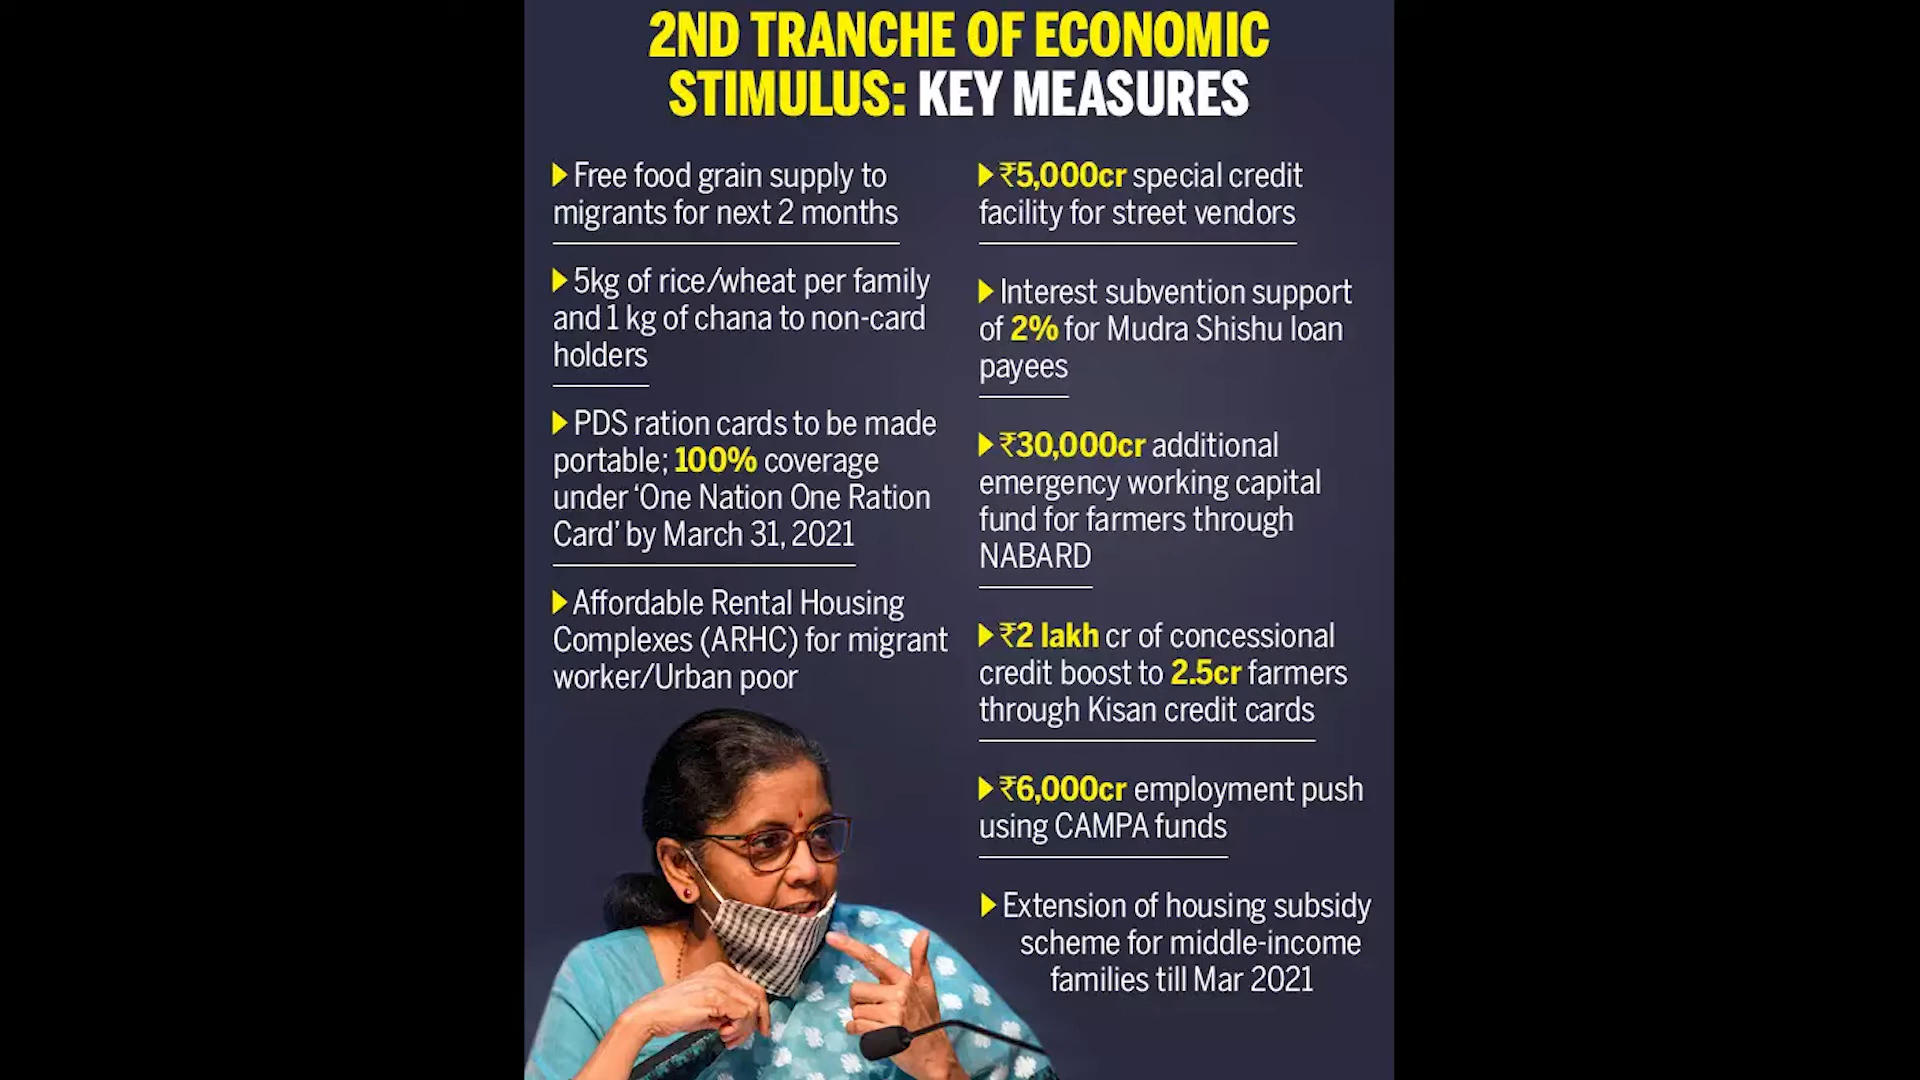 2ND TRANCHE OF ECONOMIC
STIMULUS: KEY MEASURES
Free food grain supply to
migrants for next 2 months
5kg of rice/wheat per family
and 1 kg of chana to non-card
holders
PDS ration cards to be made
portable; 100% coverage
under ‘One Nation One Ration
Card’ by March 31, 2021
Affordable Rental Housing
Complexes (ARHC) for migrant
worker/Urban poor
₹5,000cr special credit
facility for street vendors
Interest subvention support
of 2% for Mudra Shishu loan
payees
₹30,000cr additional
emergency working capital
fund for farmers through
NABARD
₹2 lakh cr of concessional
credit boost to 2.5cr farmers
through Kisan credit cards
₹6,000cr employment push
using CAMPA funds
Extension of housing subsidy
scheme for middle-income
families till Mar 2021